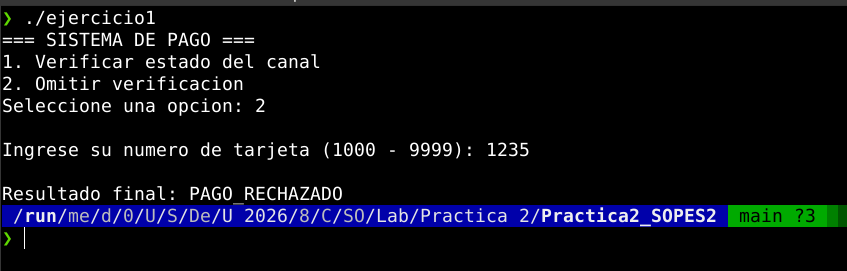 ❯ ./ejercicio1
=== SISTEMA DE PAGO ===
1. Verificar estado del canal
2. Omitir verificacion
Seleccione una opcion: 2
Ingrese su numero de tarjeta (1000 - 9999): 1235
Resultado final: PAGO_RECHAZADO
/run/me/d/0/U/S/De/U 2026/8/C/SO/Lab/Practica 2/Practica2_SOPES2 main ?3
❯